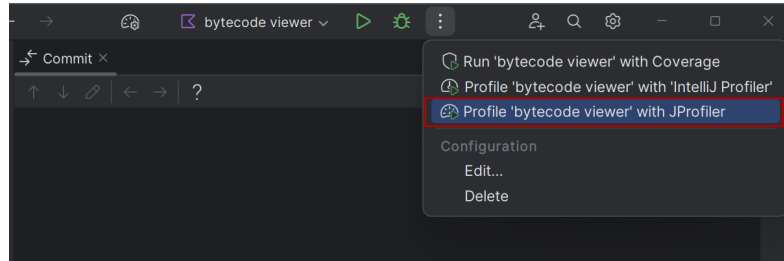 bytecode viewer
Commit
?
Run 'bytecode viewer' with Coverage
Profile 'bytecode viewer' with 'IntelliJ Profiler'
Profile 'bytecode viewer' with JProfiler
Configuration
Edit...
Delete